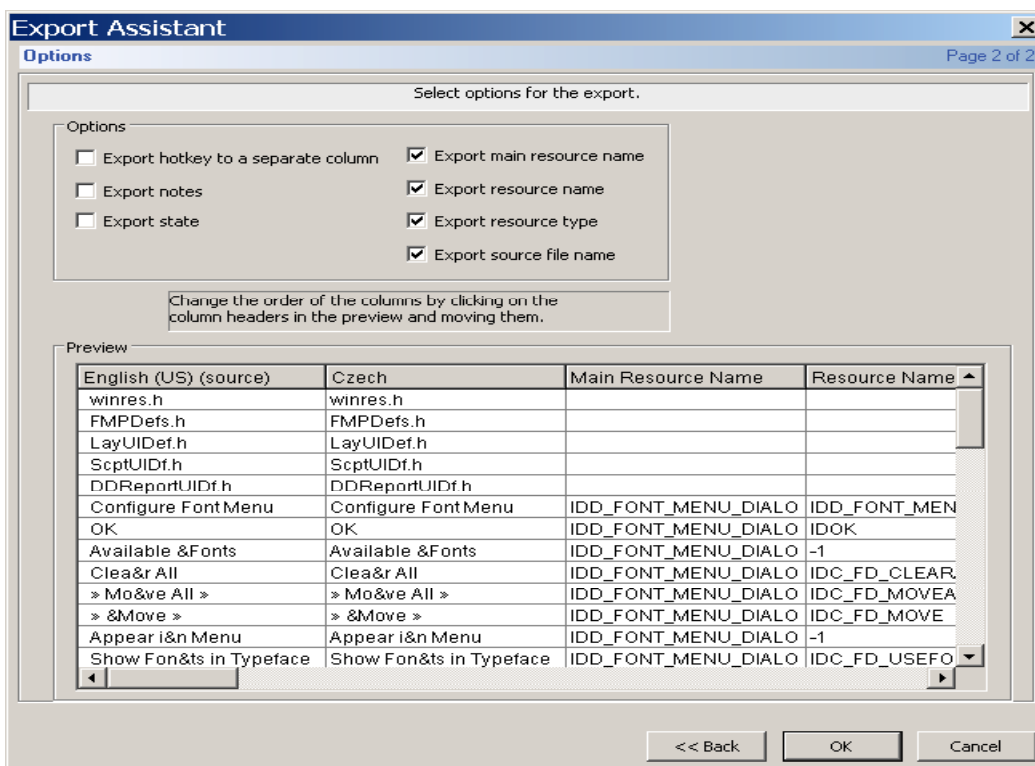 Export Assistant
Options Page 2 of 2
Select options for the export.
Options
Export hotkey to a separate column
Export main resource name
Export notes
Export resource name
Export state
Export resource type
Export source file name
Change the order of the columns by clicking on the
column headers in the preview and moving them.
Preview
English (US) (source) Czech Main Resource Name Resource Name
winres.h winres.h
FMPDefs.h FMPDefs.h
LayUIDef.h LayUIDef.h
ScptUIDf.h ScptUIDf.h
DDReportUIDf.h DDReportUIDf.h
Configure Font Menu Configure Font Menu IDD_FONT_MENU_DIALO IDD_FONT_MEN
OK OK IDD_FONT_MENU_DIALO IDOK
Available &Fonts Available &Fonts IDD_FONT_MENU_DIALO -1
Clea&r All Clea&r All IDD_FONT_MENU_DIALO IDC_FD_CLEAR
» Mo&ve All » » Mo&ve All » IDD_FONT_MENU_DIALO IDC_FD_MOVEA
» &Move » » &Move » IDD_FONT_MENU_DIALO IDC_FD_MOVE
Appear i&n Menu Appear i&n Menu IDD_FONT_MENU_DIALO -1
Show Fon&ts in Typeface Show Fon&ts in Typeface IDD_FONT_MENU_DIALO IDC_FD_USEFO
<< Back OK Cancel